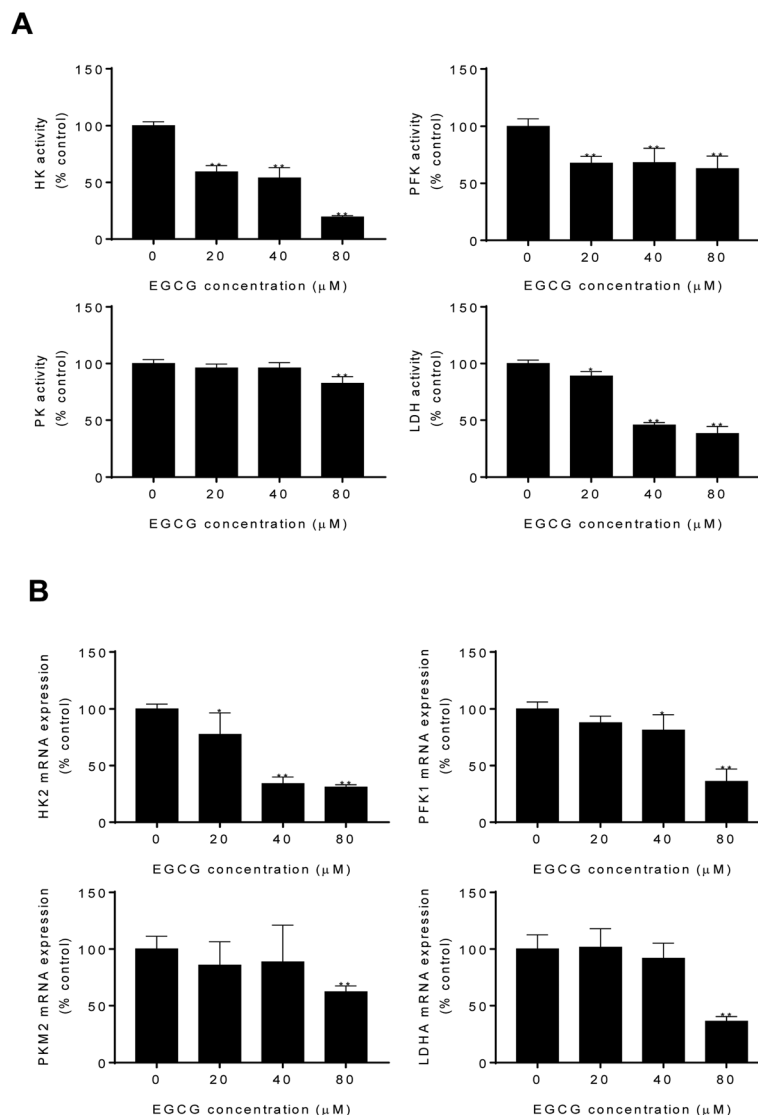 A
HK activity
(% control)
150
100
50
0
**
**
**
0 20 40 80
EGCG concentration (μM)
PFK activity
(% control)
150
100
50
0
**
**
**
0 20 40 80
EGCG concentration (μM)
PK activity
(% control)
150
100
50
0
**
0 20 40 80
EGCG concentration (μM)
LDH activity
(% control)
150
100
50
0
*
**
**
0 20 40 80
EGCG concentration (μM)
B
HK2 mRNA expression
(% control)
150
100
50
0
*
**
**
0 20 40 80
EGCG concentration (μM)
PFK1 mRNA expression
(% control)
150
100
50
0
*
**
0 20 40 80
EGCG concentration (μM)
PKM2 mRNA expression
(% control)
150
100
50
0
**
0 20 40 80
EGCG concentration (μM)
LDHA mRNA expression
(% control)
150
100
50
0
**
0 20 40 80
EGCG concentration (μM)